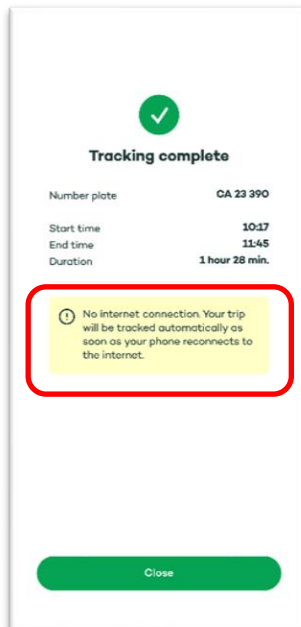 Tracking complete
Number plate CA 23 390
Start time 10:17
End time 11:45
Duration 1 hour 28 min.
No internet connection. Your trip
will be tracked automatically as
soon as your phone reconnects to
the internet.
Close